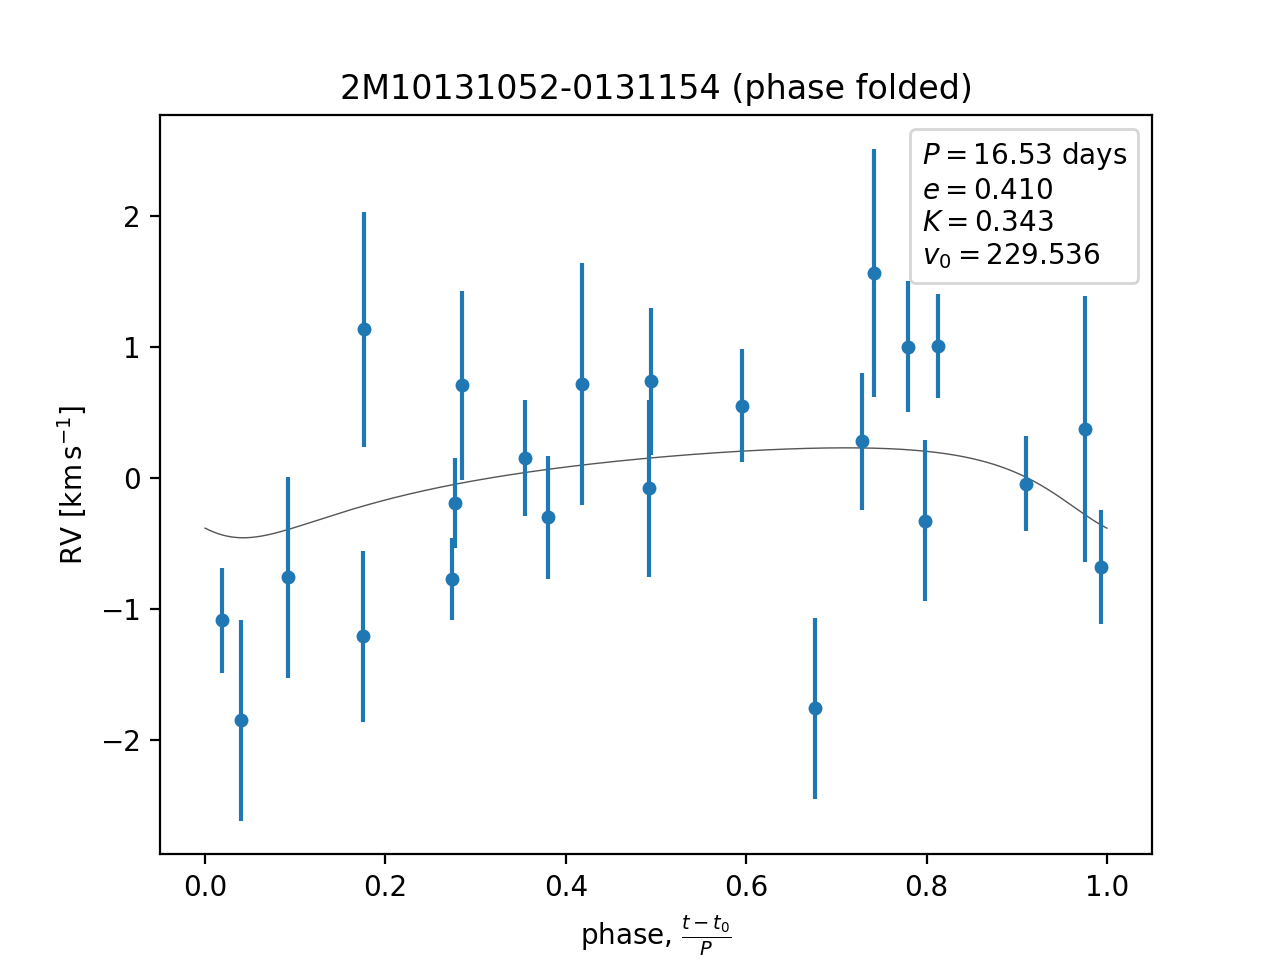 2M10131052-0131154 (phase folded)
P = 16.53 days
e = 0.410
K = 0.343
v₀ = 229.536
RV [km s⁻¹]
2
1
0
−1
−2
0.0 0.2 0.4 0.6 0.8 1.0
phase, (t − t₀)/P